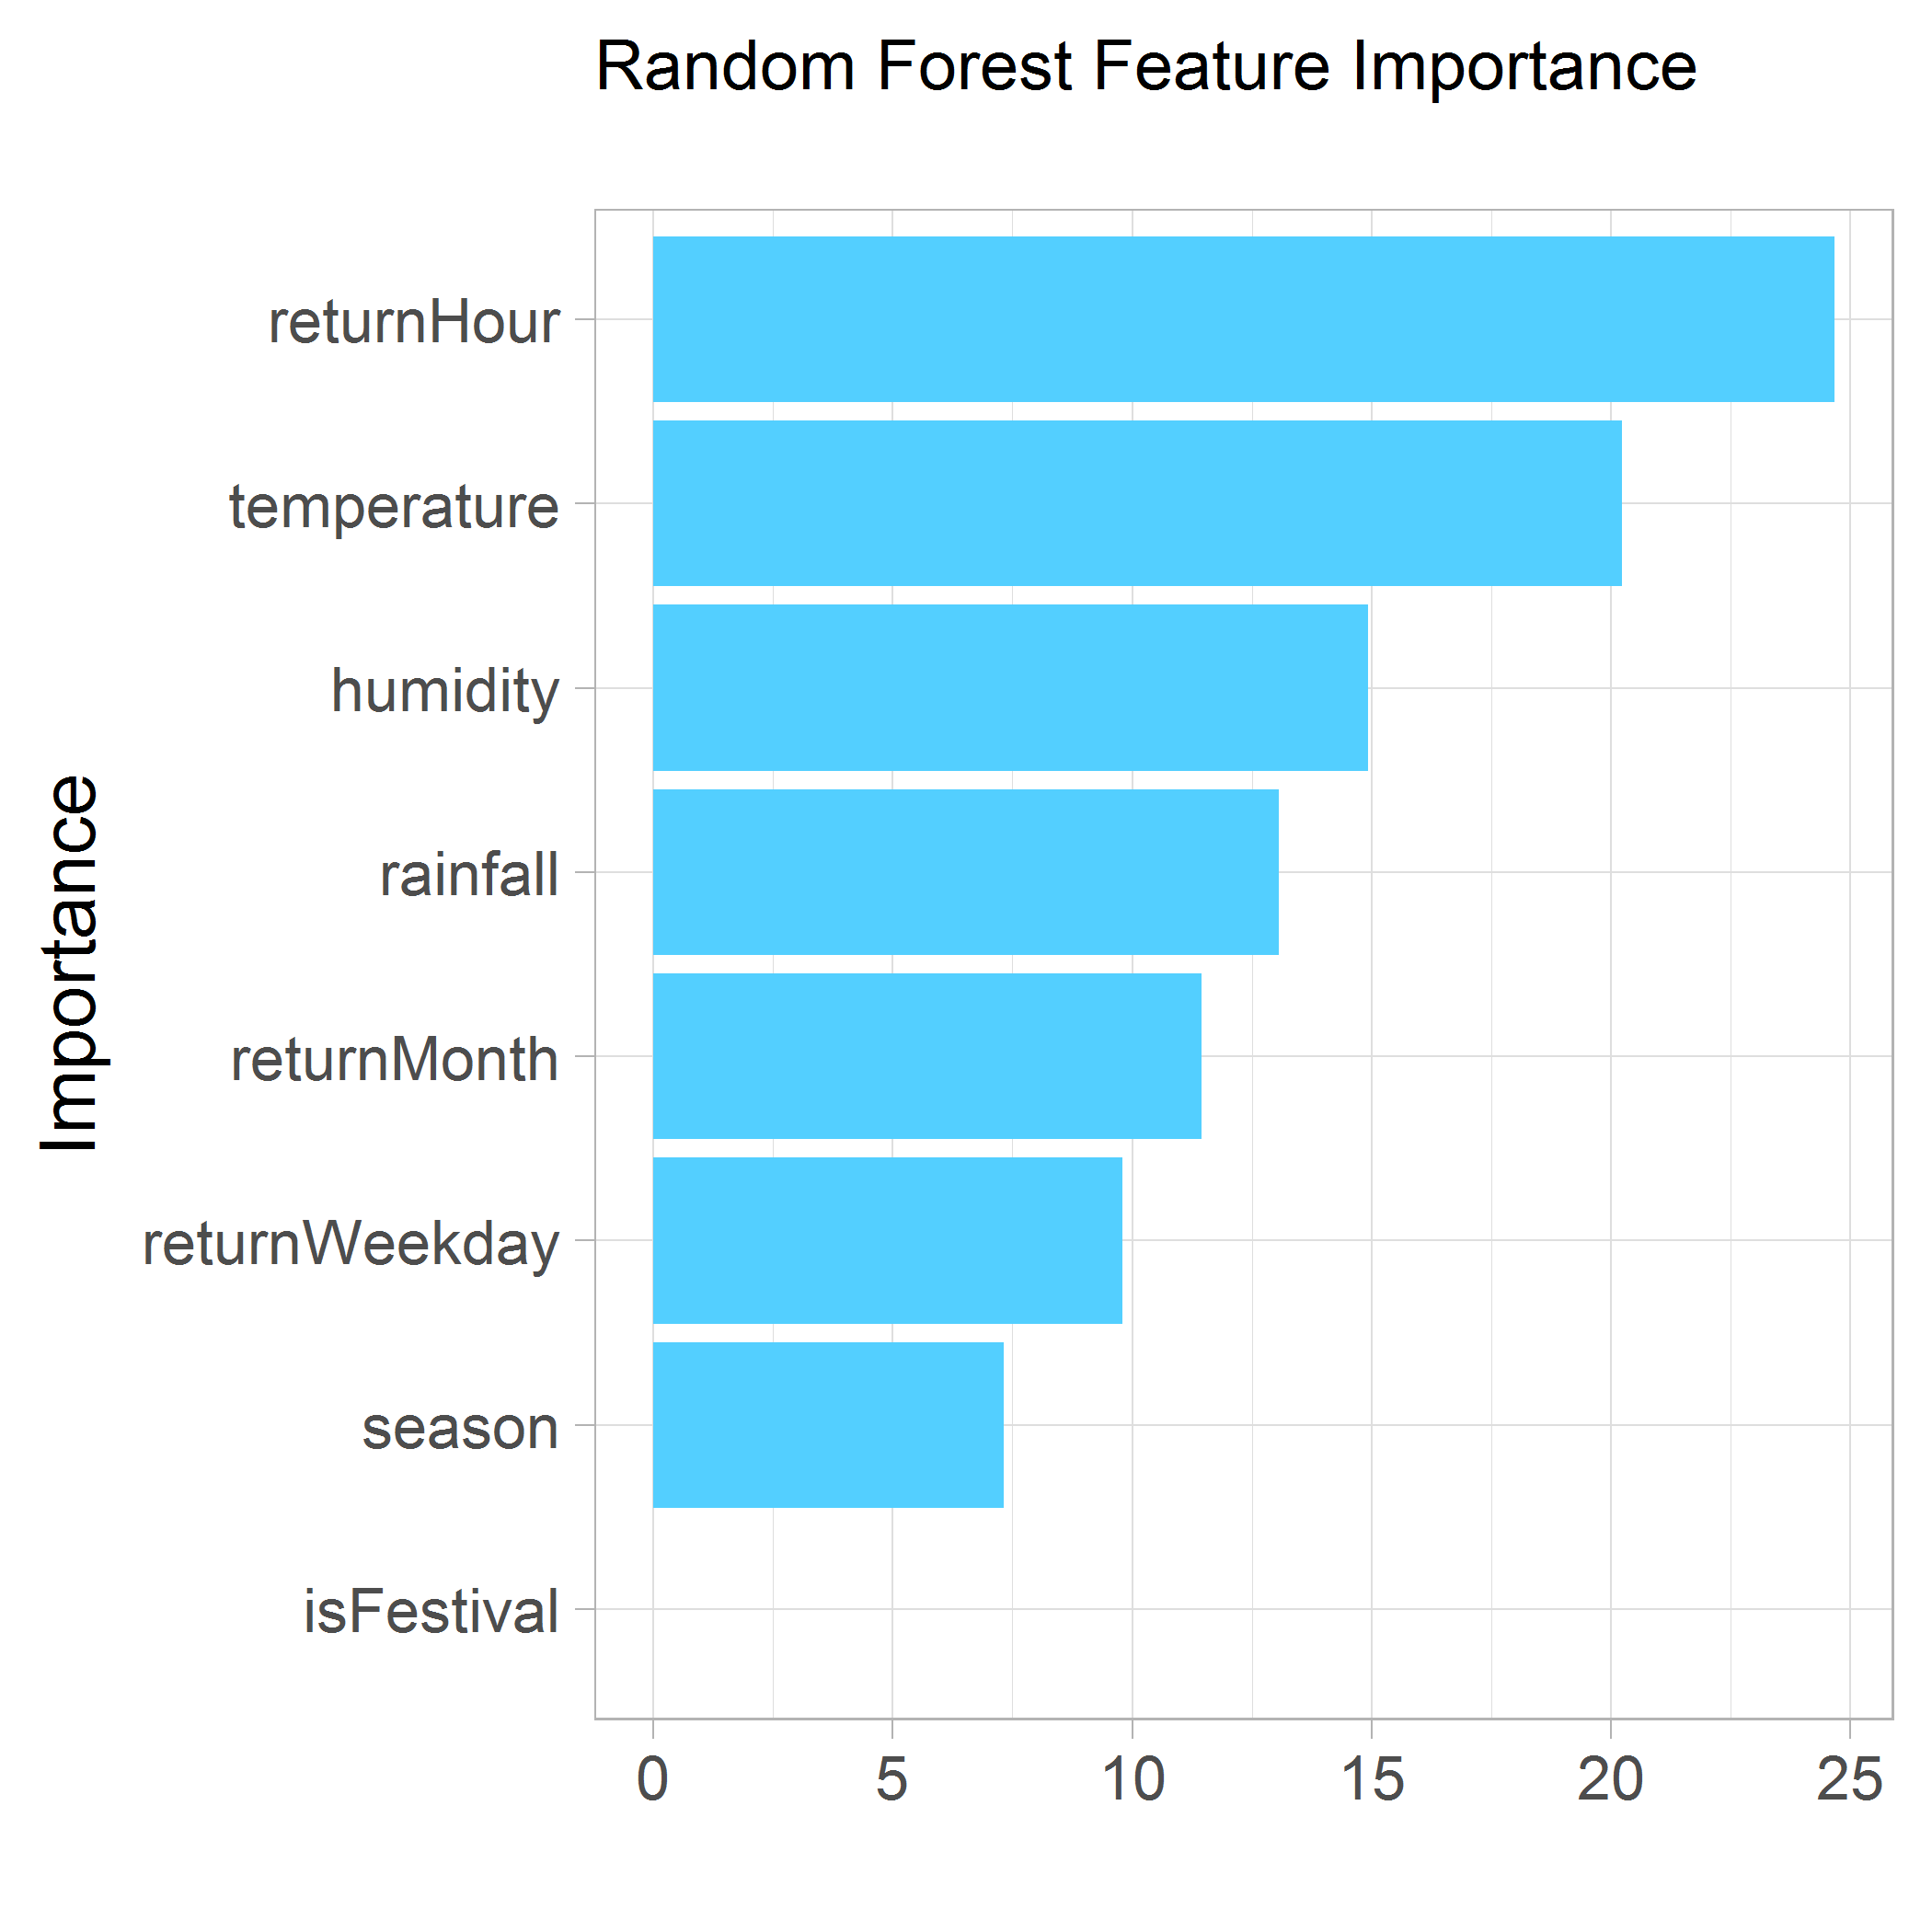 Random Forest Feature Importance
Importance
returnHour
temperature
humidity
rainfall
returnMonth
returnWeekday
season
isFestival
0 5 10 15 20 25